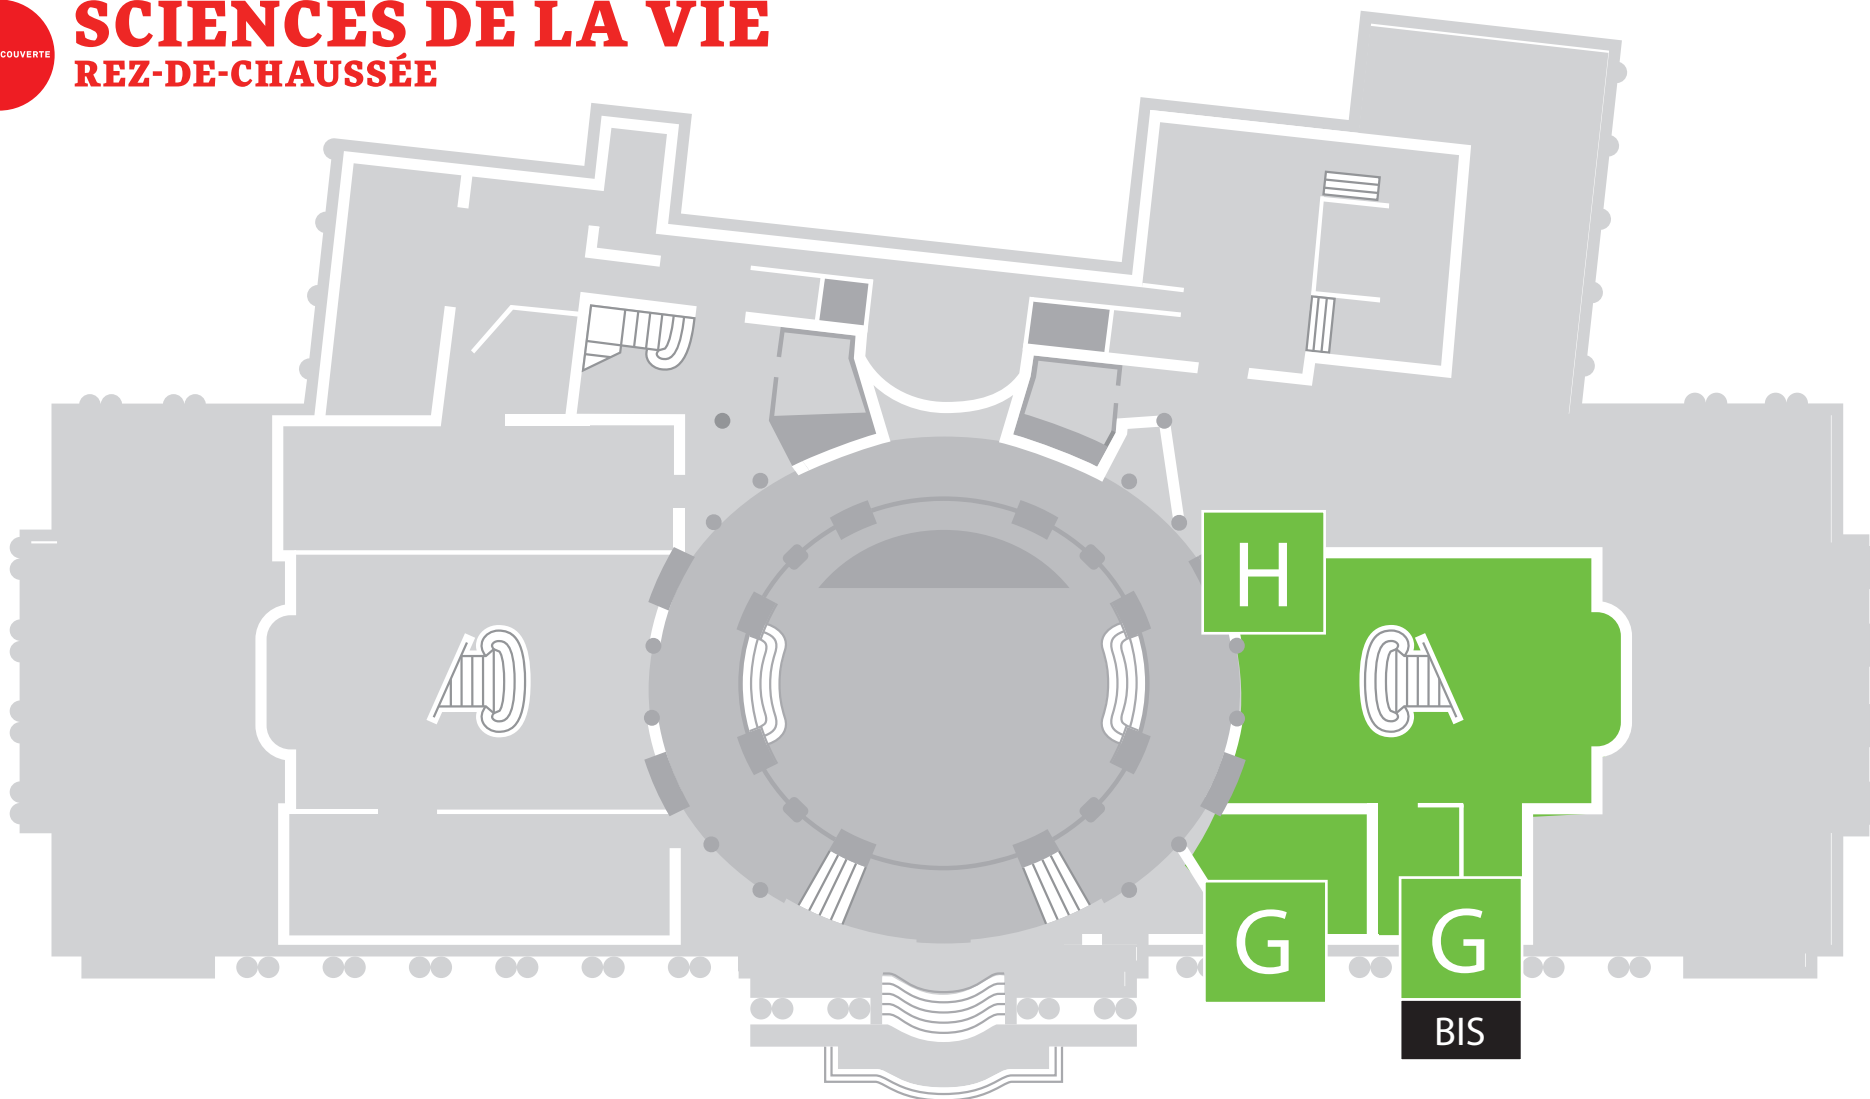 COUVERTE
SCIENCES DE LA VIE
REZ-DE-CHAUSSÉE
H
G
G
BIS